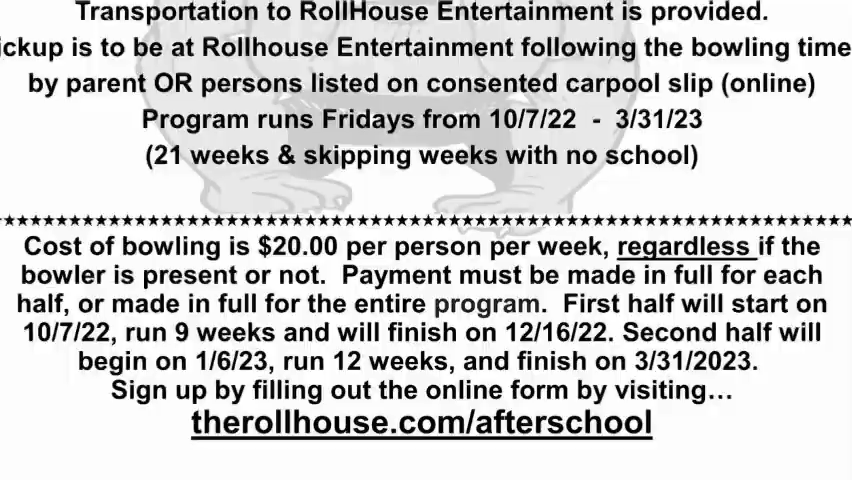 Transportation to RollHouse Entertainment is provided.
ickup is to be at Rollhouse Entertainment following the bowling time
by parent OR persons listed on consented carpool slip (online)
Program runs Fridays from 10/7/22 - 3/31/23
(21 weeks & skipping weeks with no school)
Cost of bowling is $20.00 per person per week, regardless if the
bowler is present or not. Payment must be made in full for each
half, or made in full for the entire program. First half will start on
10/7/22, run 9 weeks and will finish on 12/16/22. Second half will
begin on 1/6/23, run 12 weeks, and finish on 3/31/2023.
Sign up by filling out the online form by visiting…
therollhouse.com/afterschool